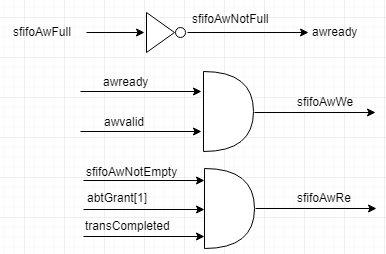 sfifoAwFull
sfifoAwNotFull
awready
awready
sfifoAwWe
awvalid
sfifoAwNotEmpty
abtGrant[1]
sfifoAwRe
transCompleted